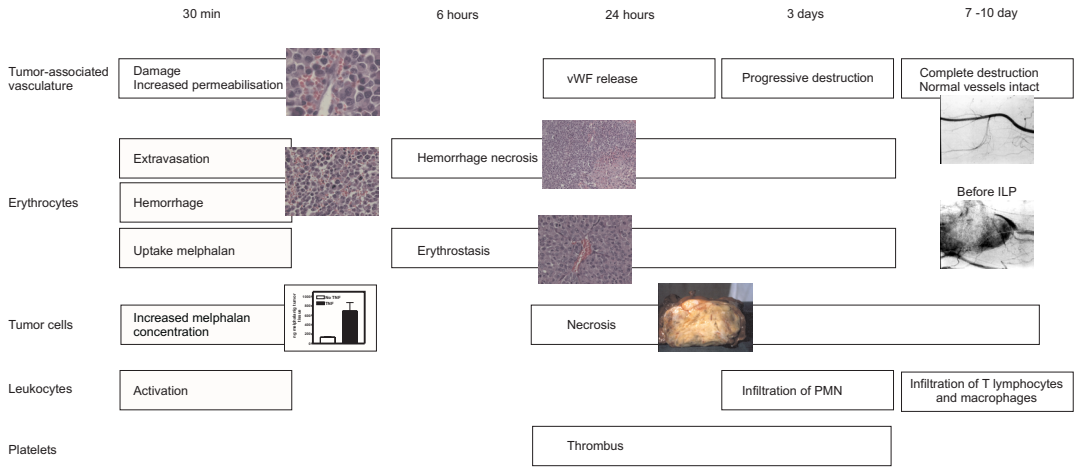 30 min
6 hours
24 hours
3 days
7 -10 day
Tumor-associated
vasculature
Damage
Increased permeabilisation
vWF release
Progressive destruction
Complete destruction
Normal vessels intact
Erythrocytes
Extravasation
Hemorrhage necrosis
Hemorrhage
Before ILP
Uptake melphalan
Erythrostasis
Tumor cells
Increased melphalan
concentration
No TNF
TNF
Necrosis
Leukocytes
Activation
Infiltration of PMN
Infiltration of T lymphocytes
and macrophages
Platelets
Thrombus